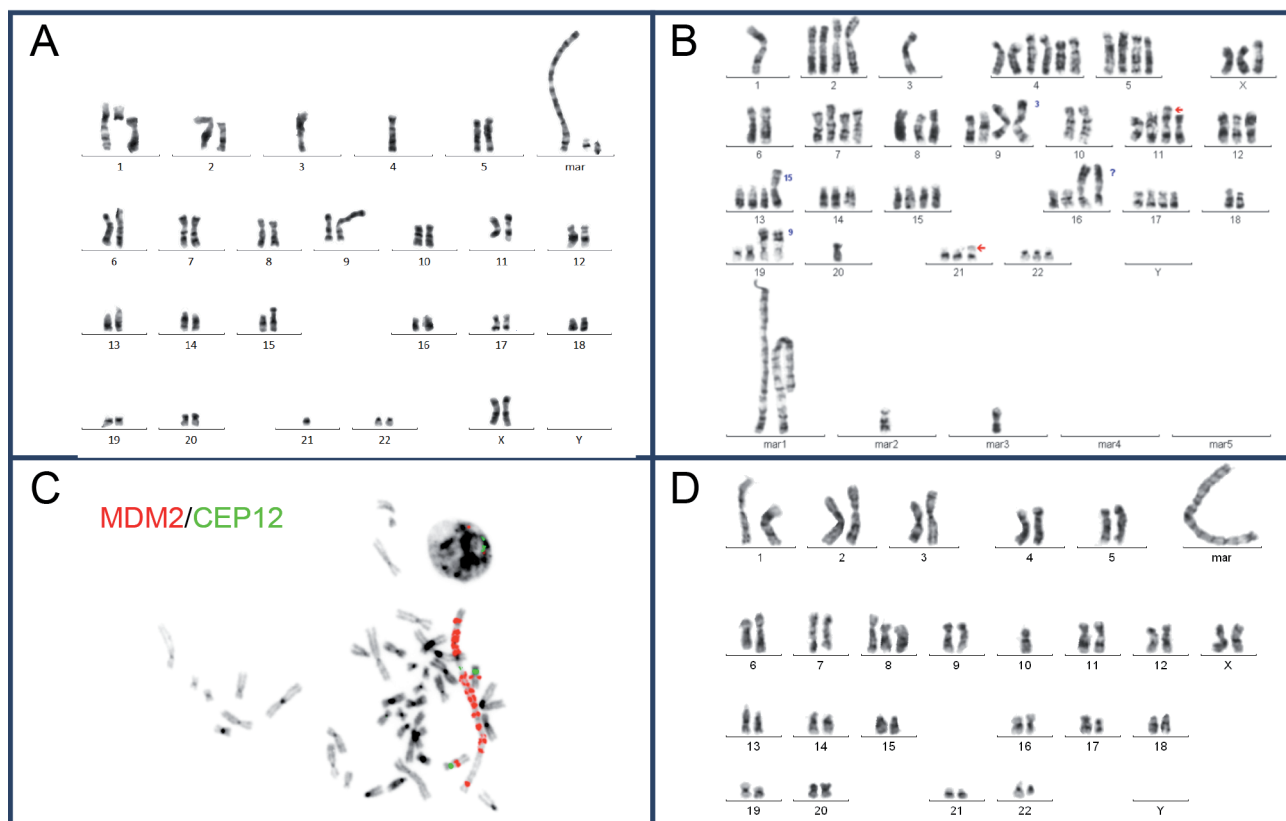 A
1 2 3 4 5 mar
6 7 8 9 10 11 12
13 14 15 16 17 18
19 20 21 22 X Y
B
1 2 3 4 5 X
3
6 7 8 9 10 11 12
15 ?
13 14 15 16 17 18
9
19 20 21 22 Y
mar1 mar2 mar3 mar4 mar5
C
MDM2/CEP12
D
1 2 3 4 5 mar
6 7 8 9 10 11 12 X
13 14 15 16 17 18
19 20 21 22 Y